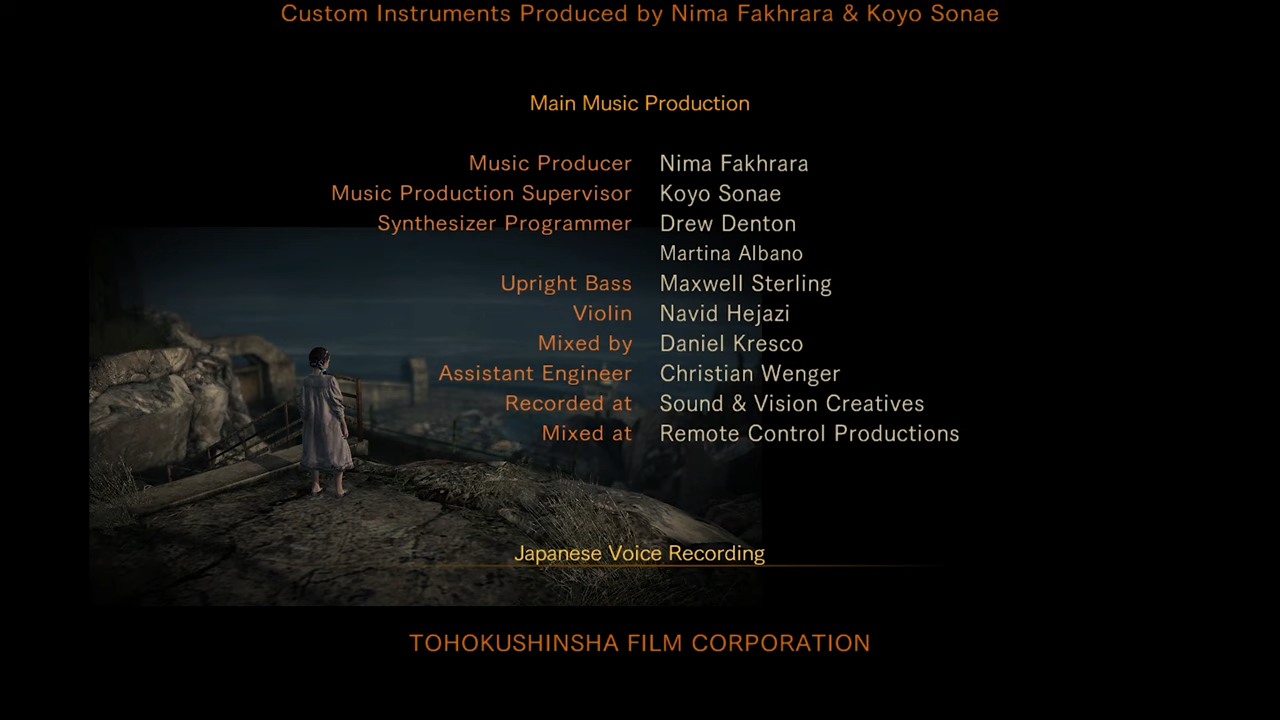 Custom Instruments Produced by Nima Fakhrara & Koyo Sonae
Main Music Production
Music Producer Nima Fakhrara
Music Production Supervisor Koyo Sonae
Synthesizer Programmer Drew Denton
Martina Albano
Upright Bass Maxwell Sterling
Violin Navid Hejazi
Mixed by Daniel Kresco
Assistant Engineer Christian Wenger
Recorded at Sound & Vision Creatives
Mixed at Remote Control Productions
Japanese Voice Recording
TOHOKUSHINSHA FILM CORPORATION